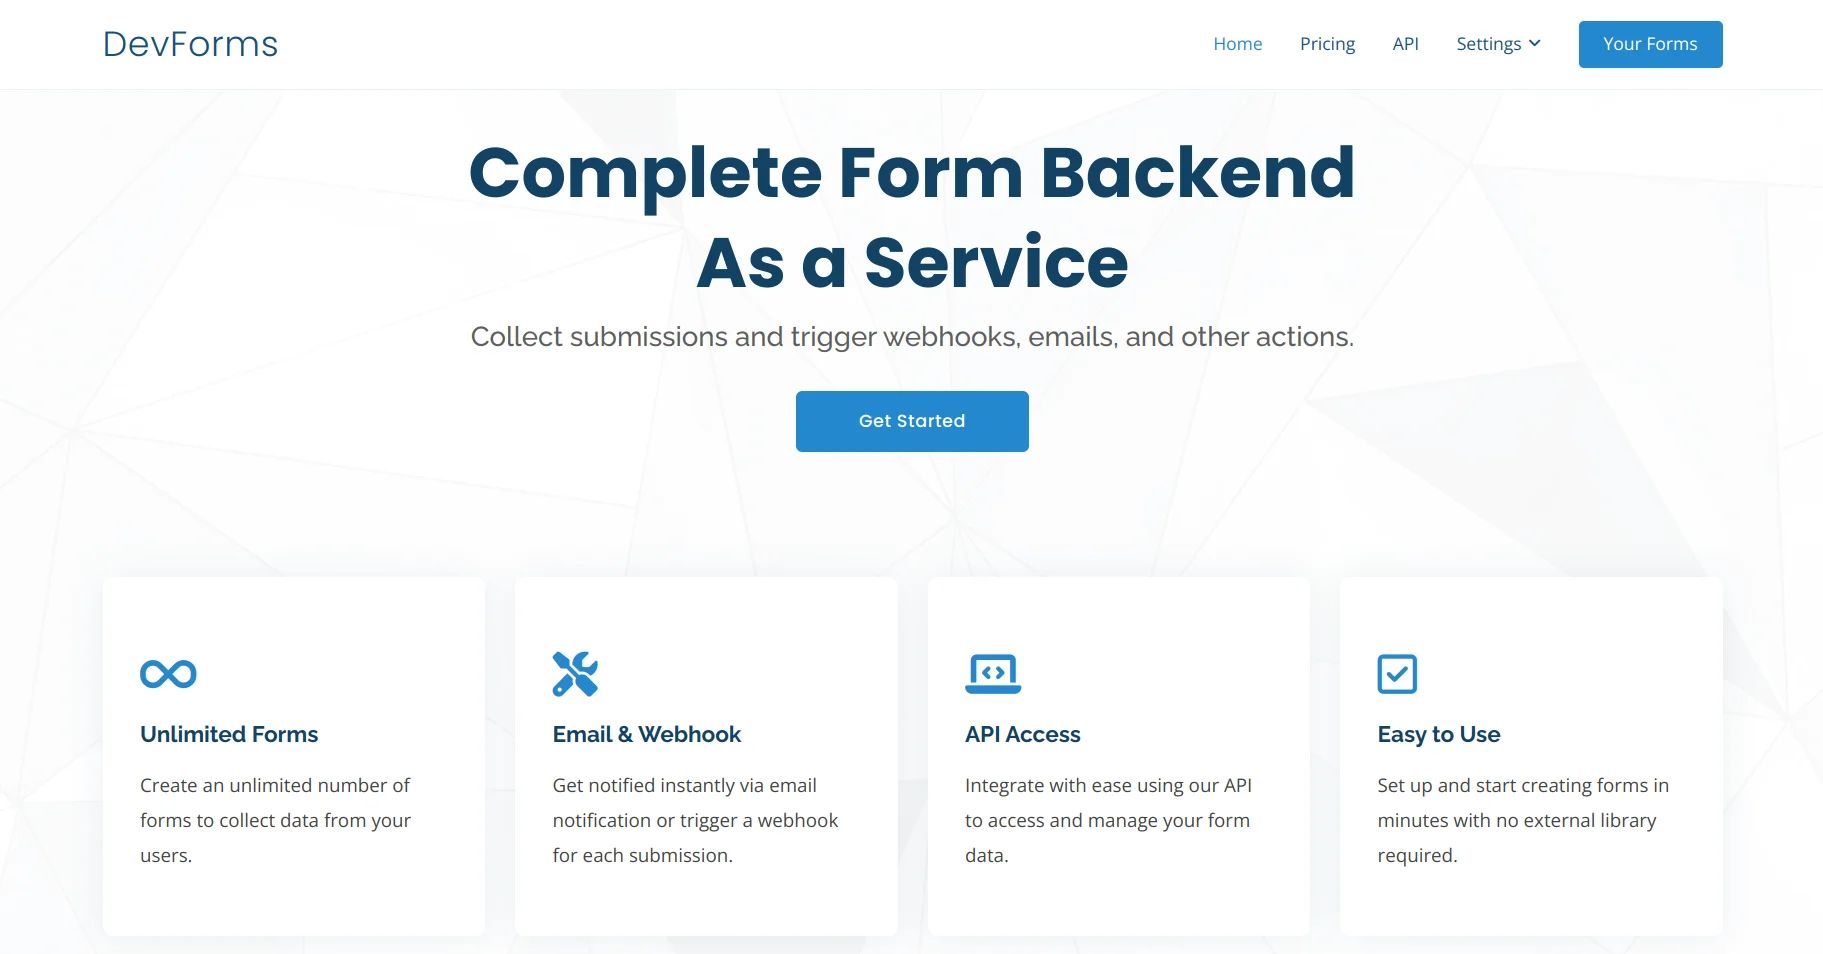 DevForms
Home
Pricing
API
Settings
Your Forms
Complete Form Backend
As a Service
Collect submissions and trigger webhooks, emails, and other actions.
Get Started
Unlimited Forms
Create an unlimited number of
forms to collect data from your
users.
Email & Webhook
Get notified instantly via email
notification or trigger a webhook
for each submission.
API Access
Integrate with ease using our API
to access and manage your form
data.
Easy to Use
Set up and start creating forms in
minutes with no external library
required.